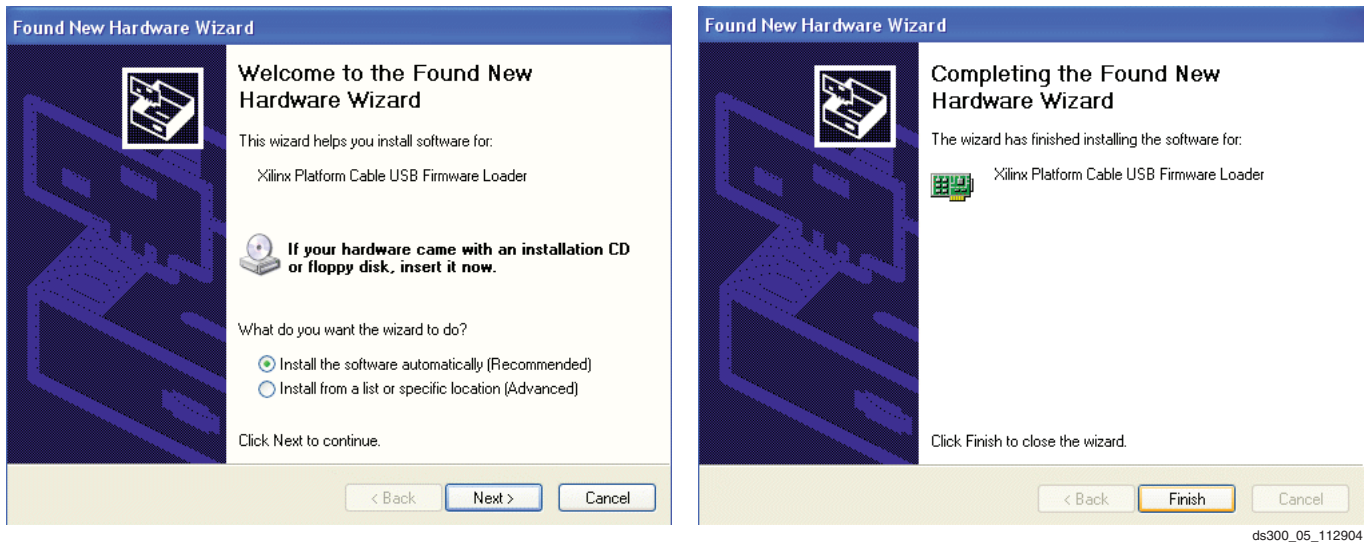 Found New Hardware Wizard
Welcome to the Found New
Hardware Wizard
This wizard helps you install software for:
Xilinx Platform Cable USB Firmware Loader
If your hardware came with an installation CD
or floppy disk, insert it now.
What do you want the wizard to do?
Install the software automatically (Recommended)
Install from a list or specific location (Advanced)
Click Next to continue.
< Back
Next >
Cancel
Found New Hardware Wizard
Completing the Found New
Hardware Wizard
The wizard has finished installing the software for:
Xilinx Platform Cable USB Firmware Loader
Click Finish to close the wizard.
< Back
Finish
Cancel
ds300_05_112904